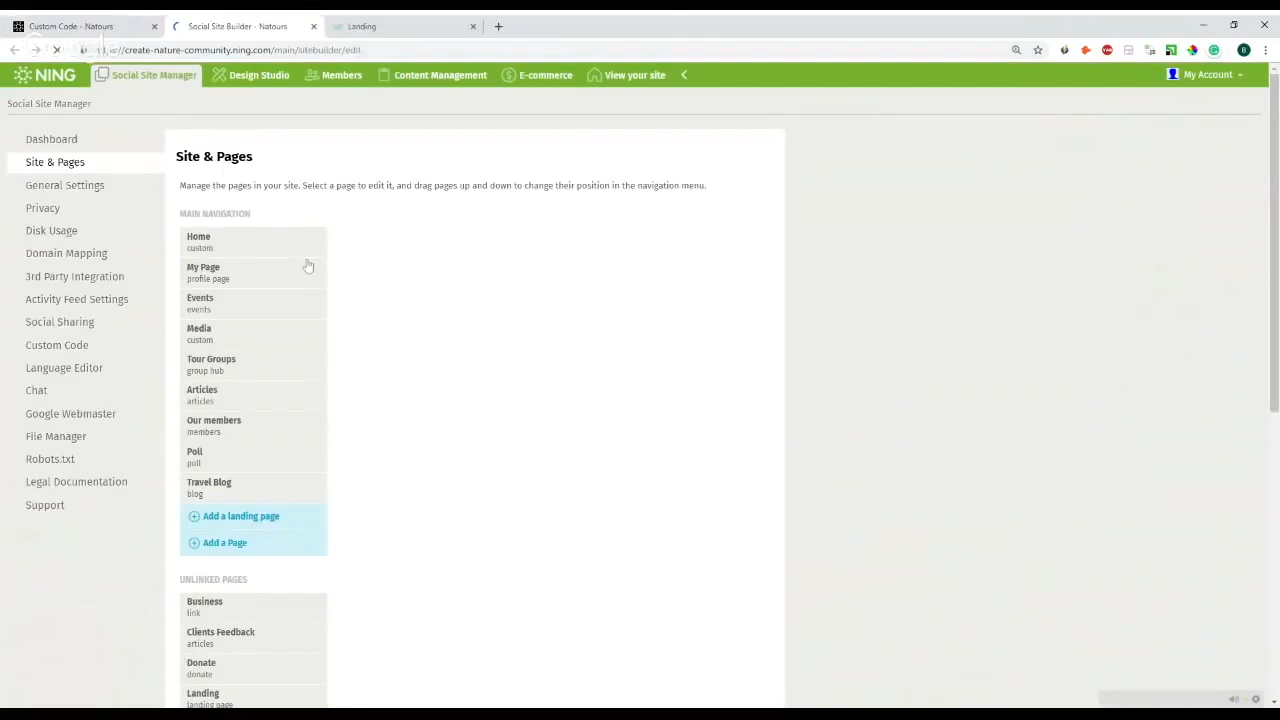 Custom Code - Natours
Social Site Builder - Natours
Landing
://create-nature-community.ning.com/main/sitebuilder/edit
NING
Social Site Manager
Design Studio
Members
Content Management
E-commerce
View your site
My Account
Social Site Manager
Dashboard
Site & Pages
General Settings
Privacy
Disk Usage
Domain Mapping
3rd Party Integration
Activity Feed Settings
Social Sharing
Custom Code
Language Editor
Chat
Google Webmaster
File Manager
Robots.txt
Legal Documentation
Support
Site & Pages
Manage the pages in your site. Select a page to edit it, and drag pages up and down to change their position in the navigation menu.
MAIN NAVIGATION
Home
custom
My Page
profile page
Events
events
Media
custom
Tour Groups
group hub
Articles
articles
Our members
members
Poll
poll
Travel Blog
blog
Add a landing page
Add a Page
UNLINKED PAGES
Business
link
Clients Feedback
articles
Donate
donate
Landing
landing page